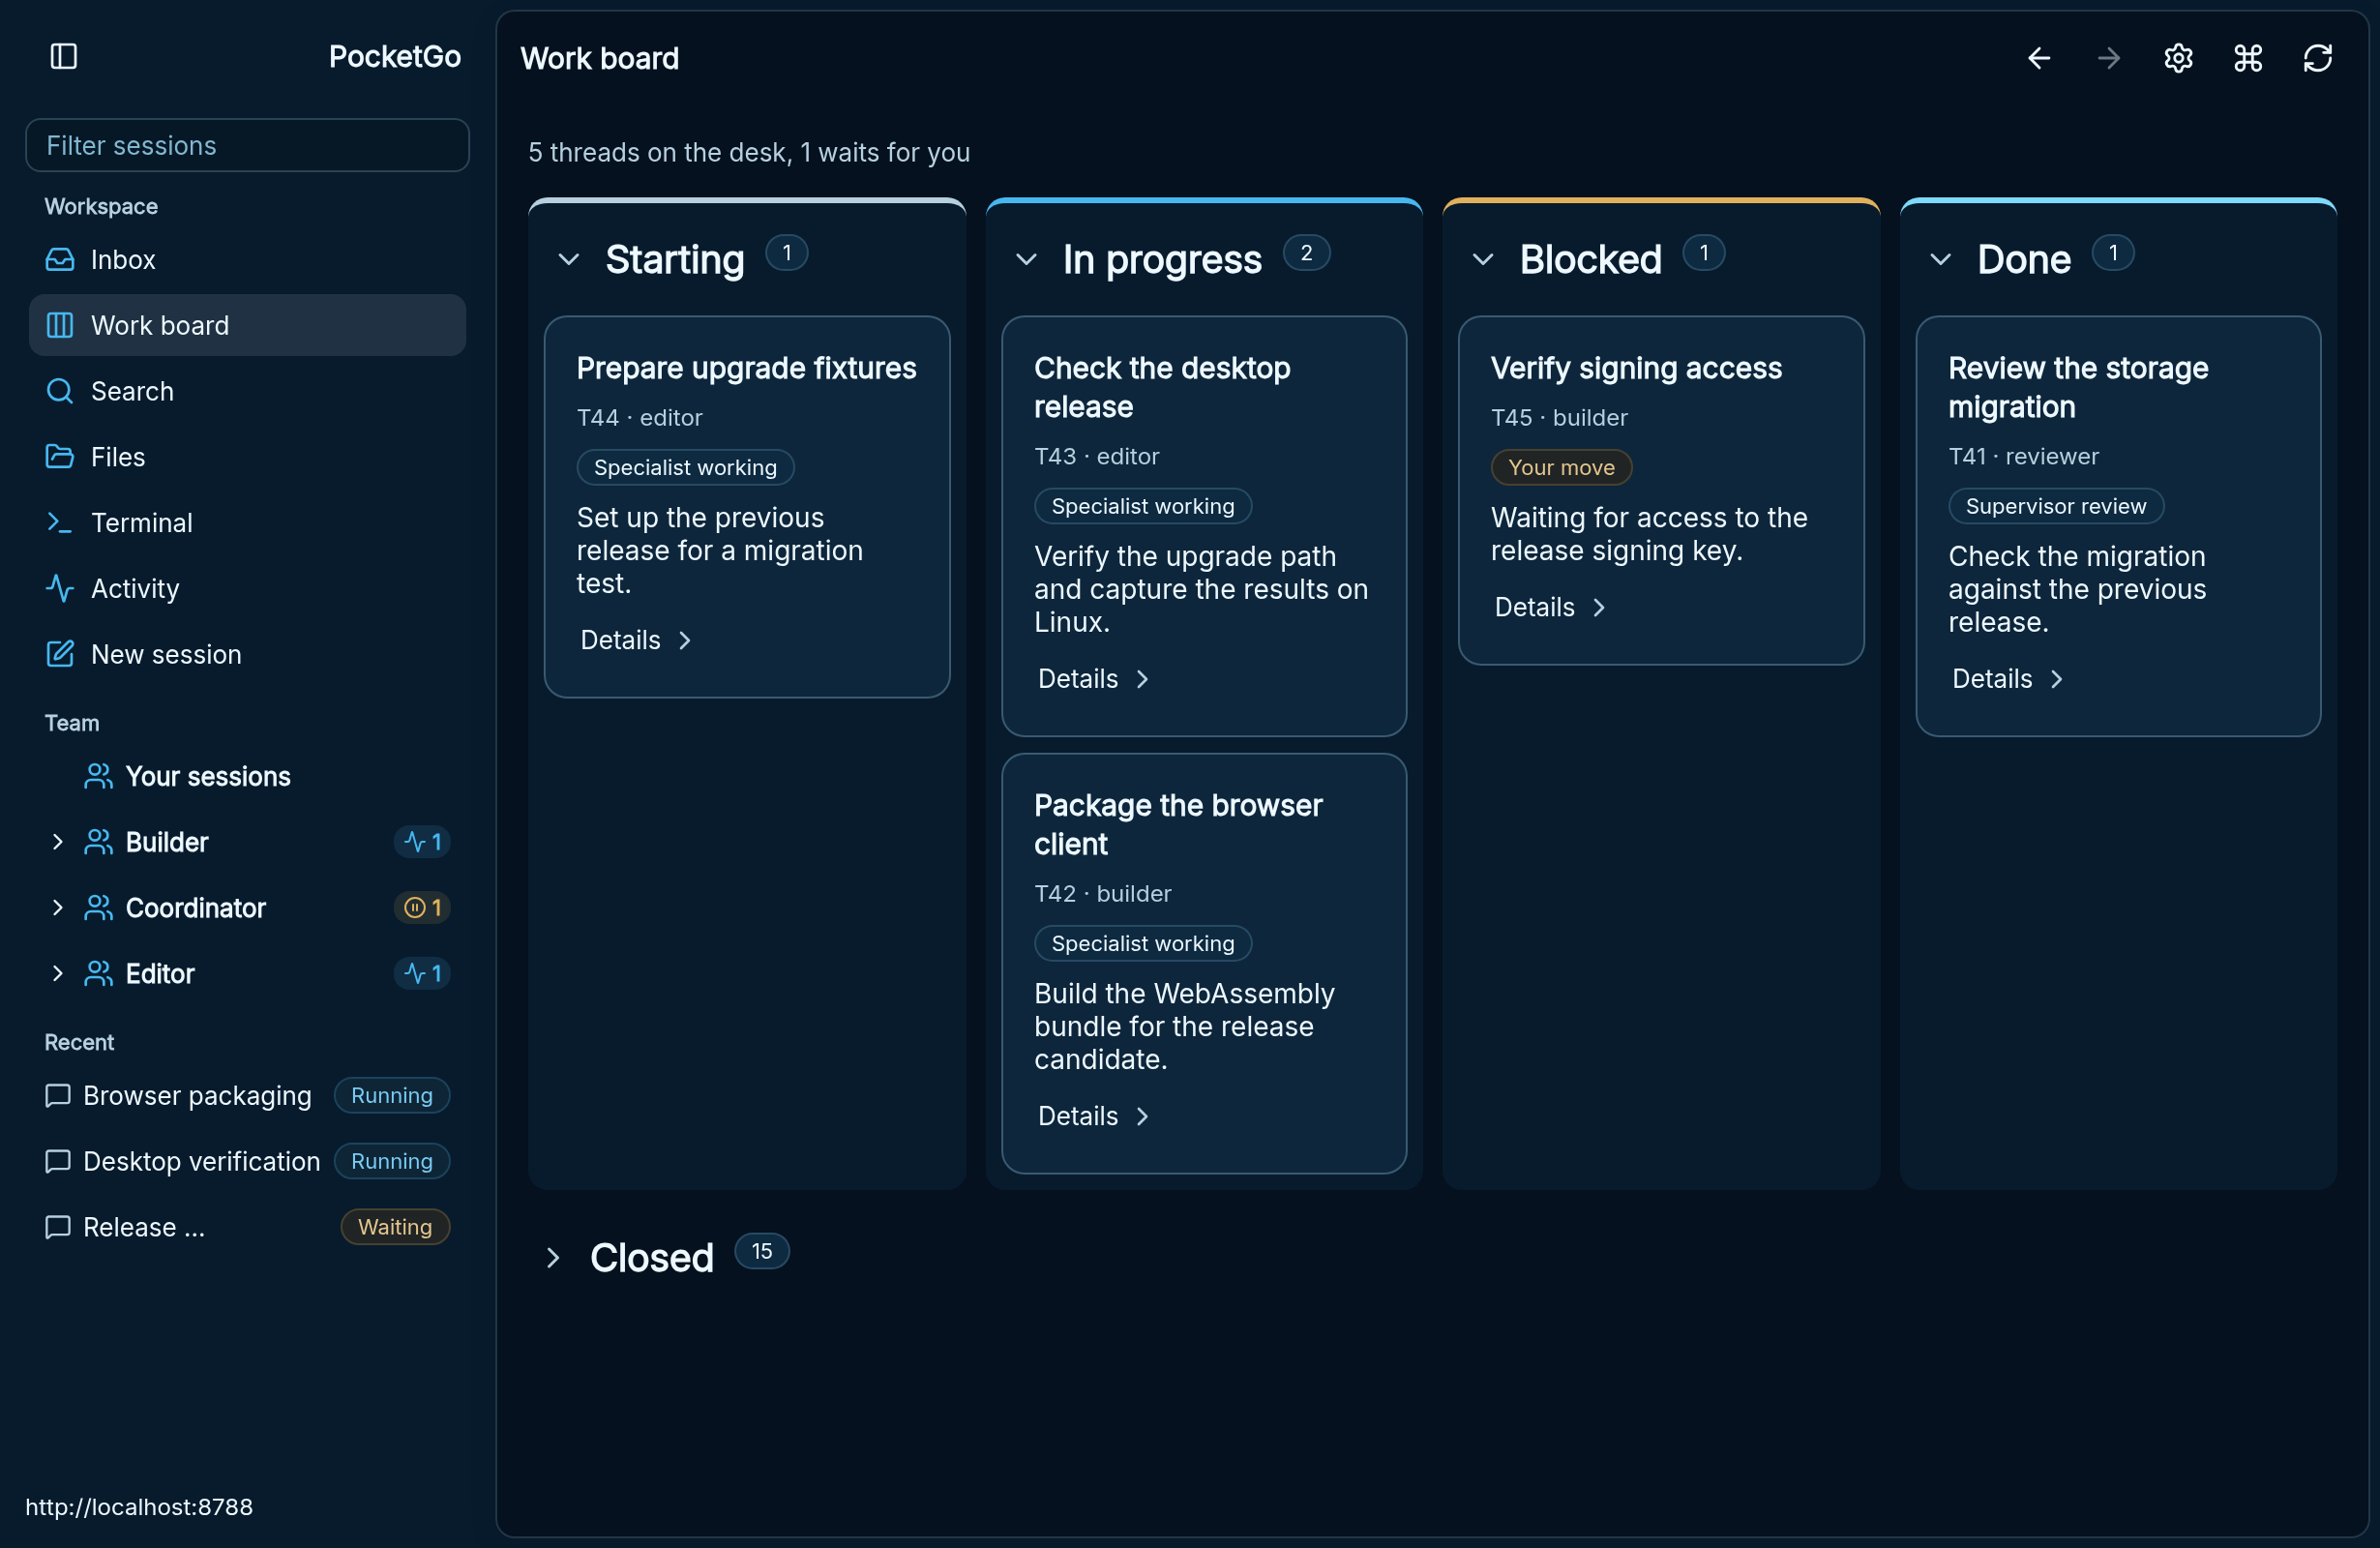 PocketGo
Filter sessions
Workspace
Inbox
Work board
Search
Files
Terminal
Activity
New session
Team
Your sessions
Builder 1
Coordinator 1
Editor 1
Recent
Browser packaging Running
Desktop verification Running
Release ... Waiting
http://localhost:8788
Work board
5 threads on the desk, 1 waits for you
Starting 1
Prepare upgrade fixtures
T44 · editor
Specialist working
Set up the previous
release for a migration
test.
Details
In progress 2
Check the desktop
release
T43 · editor
Specialist working
Verify the upgrade path
and capture the results on
Linux.
Details
Package the browser
client
T42 · builder
Specialist working
Build the WebAssembly
bundle for the release
candidate.
Details
Blocked 1
Verify signing access
T45 · builder
Your move
Waiting for access to the
release signing key.
Details
Done 1
Review the storage
migration
T41 · reviewer
Supervisor review
Check the migration
against the previous
release.
Details
Closed 15